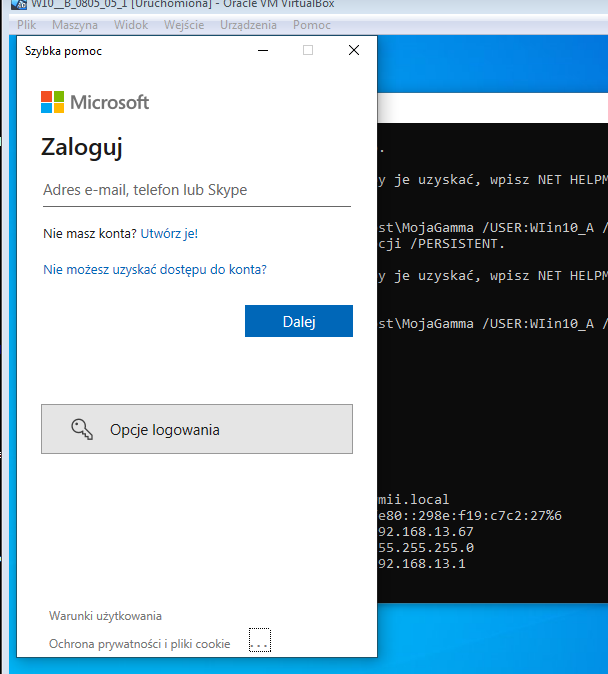 W10__B_0805_05_1 [Uruchomiona] - Oracle VM VirtualBox
Plik Maszyna Widok Wejście Urządzenia Pomoc
Szybka pomoc
Microsoft
Zaloguj
Adres e-mail, telefon lub Skype
Nie masz konta? Utwórz je!
Nie możesz uzyskać dostępu do konta?
Dalej
Opcje logowania
Warunki użytkowania
Ochrona prywatności i pliki cookie ...
.
y je uzyskać, wpisz NET HELPM
st\MojaGamma /USER:WIin10_A /
cji /PERSISTENT.
y je uzyskać, wpisz NET HELPM
st\MojaGamma /USER:WIin10_A /
mii.local
e80::298e:f19:c7c2:27%6
92.168.13.67
55.255.255.0
92.168.13.1